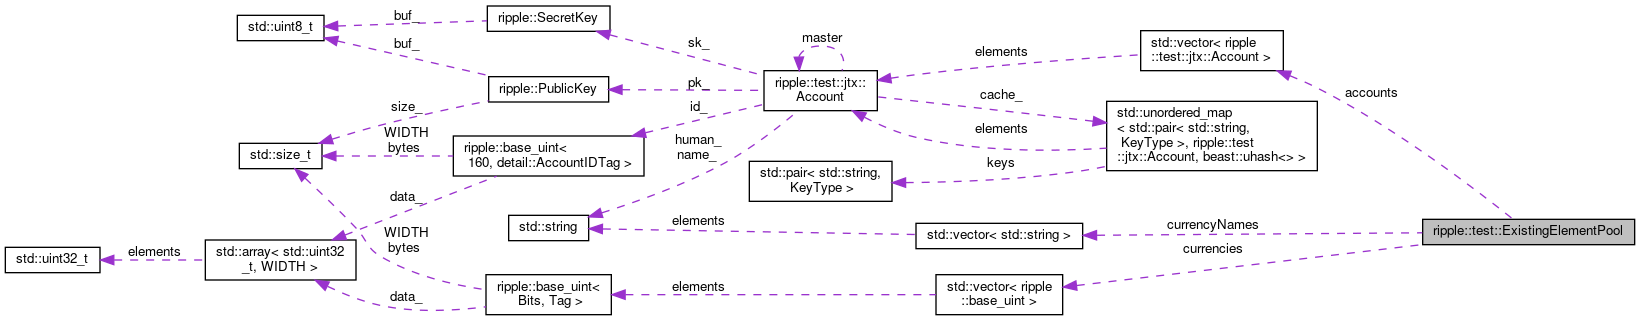 std::uint8_t
buf_
ripple::SecretKey
buf_
sk_
master
elements
std::vector< ripple
::test::jtx::Account >
ripple::PublicKey
pk_
ripple::test::jtx::
Account
accounts
size_
id_
cache_
std::unordered_map
< std::pair< std::string,
KeyType >, ripple::test
::jtx::Account, beast::uhash<> >
std::size_t
WIDTH
bytes
ripple::base_uint<
160, detail::AccountIDTag >
human_
name_
elements
keys
std::pair< std::string,
KeyType >
data_
std::string
elements
std::vector< std::string >
currencyNames
ripple::test::ExistingElementPool
WIDTH
bytes
std::uint32_t
elements
std::array< std::uint32
_t, WIDTH >
currencies
data_
ripple::base_uint<
Bits, Tag >
elements
std::vector< ripple
::base_uint >